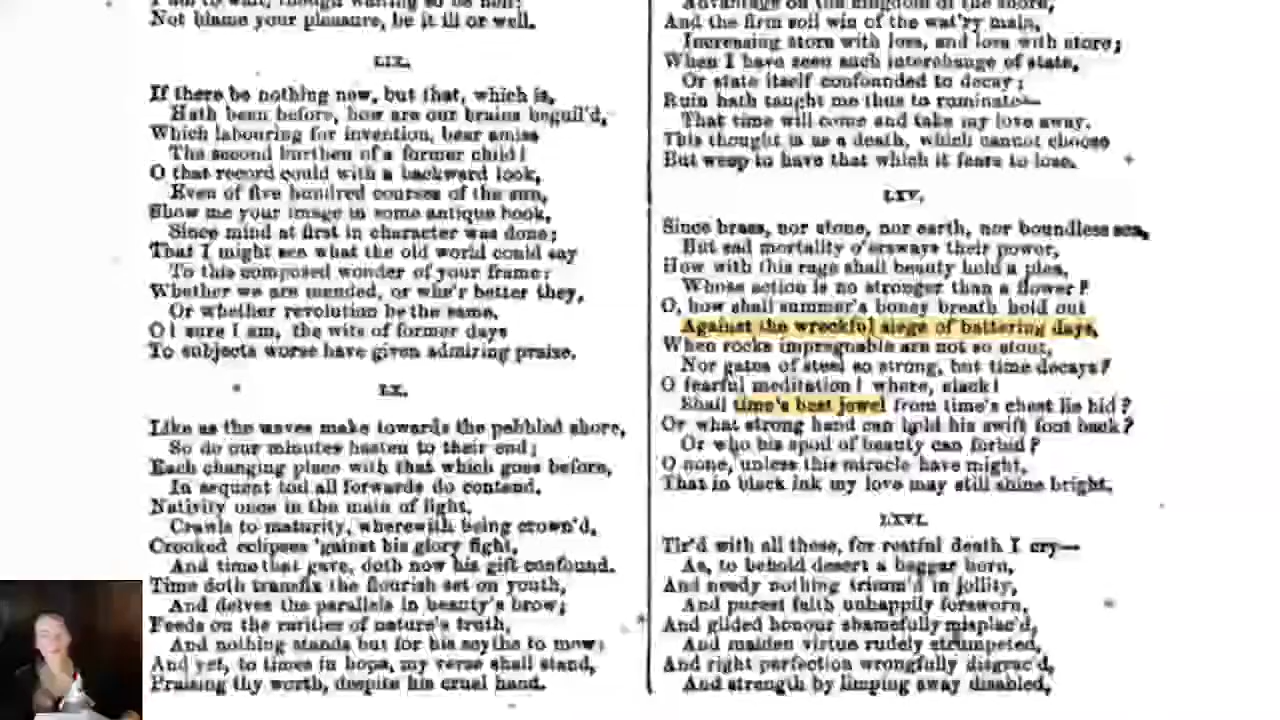 Not blame your pleasure, be it ill or well.
LIX.
If there be nothing new, but that, which is,
Hath been before, how are our brains beguil'd,
Which labouring for invention, bear amiss
The second burthen of a former child!
O that record could with a backward look,
Even of five hundred courses of the sun,
Show me your image in some antique book,
Since mind at first in character was done;
That I might see what the old world could say
To this composed wonder of your frame;
Whether we are mended, or whe'r better they,
Or whether revolution be the same.
O! sure I am, the wits of former days
To subjects worse have given admiring praise.
LX.
Like as the waves make towards the pebbled shore,
So do our minutes hasten to their end;
Each changing place with that which goes before,
In sequent toil all forwards do contend.
Nativity once in the main of light,
Crawls to maturity, wherewith being crown'd,
Crooked eclipses 'gainst his glory fight,
And time that gave, doth now his gift confound.
Time doth transfix the flourish set on youth,
And delves the parallels in beauty's brow;
Feeds on the rarities of nature's truth,
And nothing stands but for his scythe to mow;
And yet, to times in hope, my verse shall stand,
Praising thy worth, despite his cruel hand.
Advantage on the kingdom of the shore,
And the firm soil win of the wat'ry main,
Increasing store with loss, and loss with store;
When I have seen such interchange of state,
Or state itself confounded to decay;
Ruin hath taught me thus to ruminate—
That time will come and take my love away.
This thought is as a death, which cannot choose
But weep to have that which it fears to lose.
LXV.
Since brass, nor stone, nor earth, nor boundless sea,
But sad mortality o'ersways their power,
How with this rage shall beauty hold a plea,
Whose action is no stronger than a flower?
O, how shall summer's honey breath hold out
Against the wreckful siege of battering days,
When rocks impregnable are not so stout,
Nor gates of steel so strong, but time decays?
O fearful meditation! where, alack!
Shall time's best jewel from time's chest lie hid?
Or what strong hand can hold his swift foot back?
Or who his spoil of beauty can forbid?
O none, unless this miracle have might,
That in black ink my love may still shine bright.
LXVI.
Tir'd with all these, for restful death I cry—
As, to behold desert a beggar born,
And needy nothing trimm'd in jollity,
And purest faith unhappily forsworn,
And gilded honour shamefully misplac'd,
And maiden virtue rudely strumpeted,
And right perfection wrongfully disgrac'd,
And strength by limping sway disabled,